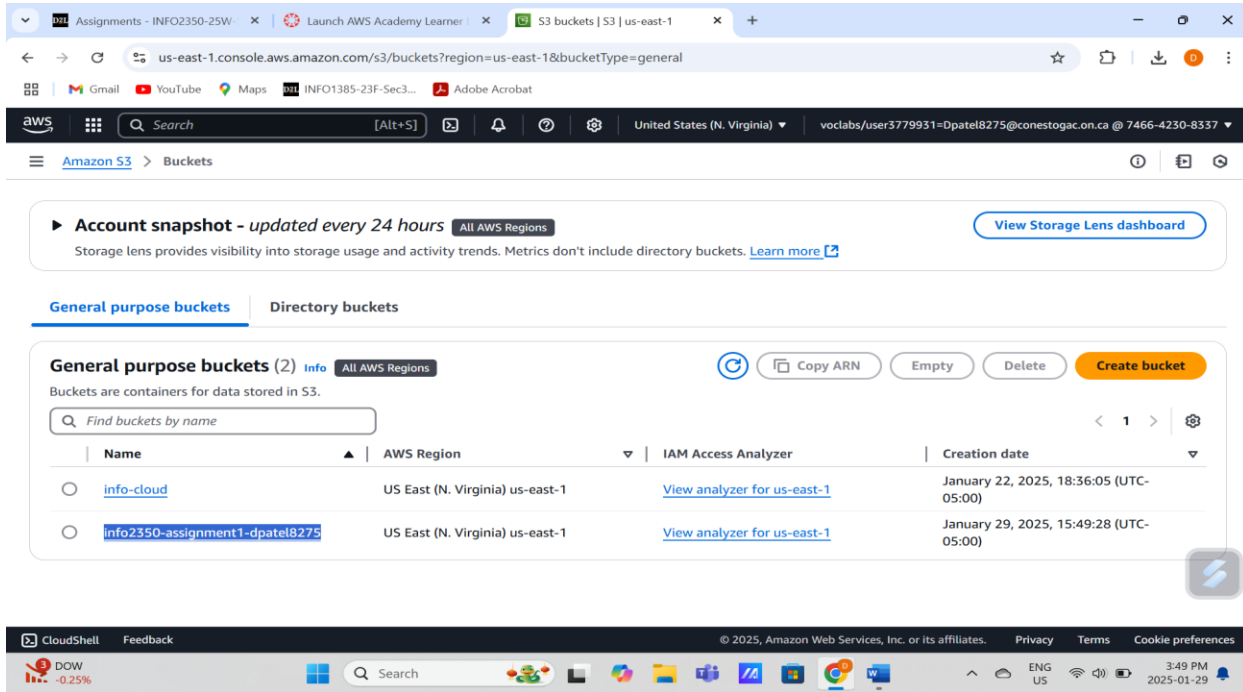 Assignments - INFO2350-25W-
Launch AWS Academy Learner
S3 buckets | S3 | us-east-1
us-east-1.console.aws.amazon.com/s3/buckets?region=us-east-1&bucketType=general
D
Gmail YouTube Maps D2L INFO1385-23F-Sec3... Adobe Acrobat
aws Search [Alt+S] United States (N. Virginia) voclabs/user3779931=Dpatel8275@conestogac.on.ca @ 7466-4230-8337
Amazon S3 > Buckets
Account snapshot - updated every 24 hours All AWS Regions
View Storage Lens dashboard
Storage lens provides visibility into storage usage and activity trends. Metrics don't include directory buckets. Learn more
General purpose buckets Directory buckets
General purpose buckets (2) Info All AWS Regions
Copy ARN Empty Delete Create bucket
Buckets are containers for data stored in S3.
Find buckets by name
1
Name AWS Region IAM Access Analyzer Creation date
info-cloud US East (N. Virginia) us-east-1 View analyzer for us-east-1 January 22, 2025, 18:36:05 (UTC-
05:00)
info2350-assignment1-dpatel8275 US East (N. Virginia) us-east-1 View analyzer for us-east-1 January 29, 2025, 15:49:28 (UTC-
05:00)
CloudShell Feedback © 2025, Amazon Web Services, Inc. or its affiliates. Privacy Terms Cookie preferences
3 DOW
-0.25%
Search
ENG
US
3:49 PM
2025-01-29